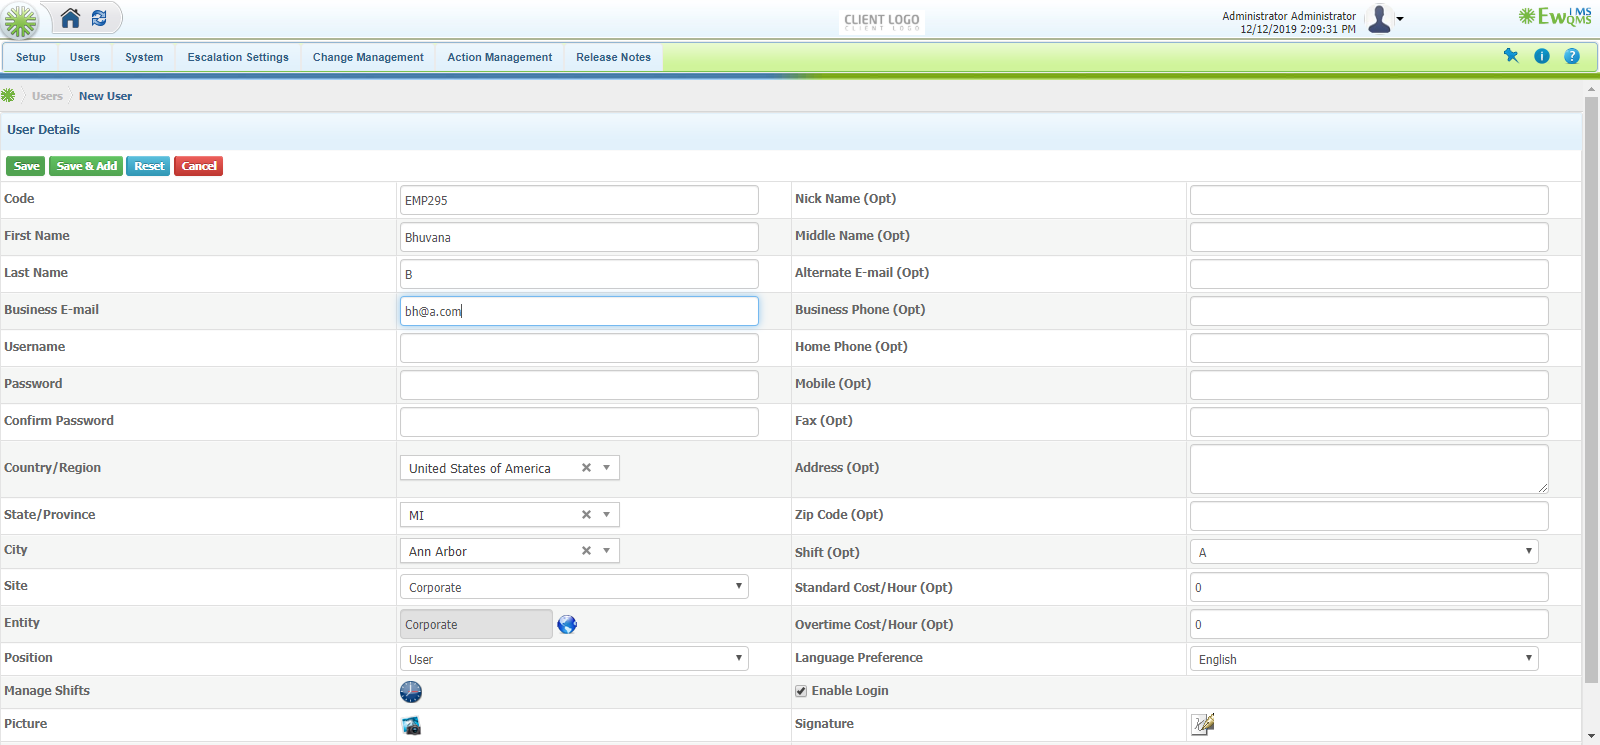 CLIENT LOGO
CLIENT LOGO
Administrator Administrator
12/12/2019 2:09:31 PM
EwQMS
LMS
Setup Users System Escalation Settings Change Management Action Management Release Notes
Users New User
User Details
Save Save & Add Reset Cancel
Code EMP295 Nick Name (Opt)
First Name Bhuvana Middle Name (Opt)
Last Name B Alternate E-mail (Opt)
Business E-mail bh@a.com Business Phone (Opt)
Username Home Phone (Opt)
Password Mobile (Opt)
Confirm Password Fax (Opt)
Country/Region United States of America Address (Opt)
State/Province MI Zip Code (Opt)
City Ann Arbor Shift (Opt) A
Site Corporate Standard Cost/Hour (Opt) 0
Entity Corporate Overtime Cost/Hour (Opt) 0
Position User Language Preference English
Manage Shifts Enable Login
Picture Signature